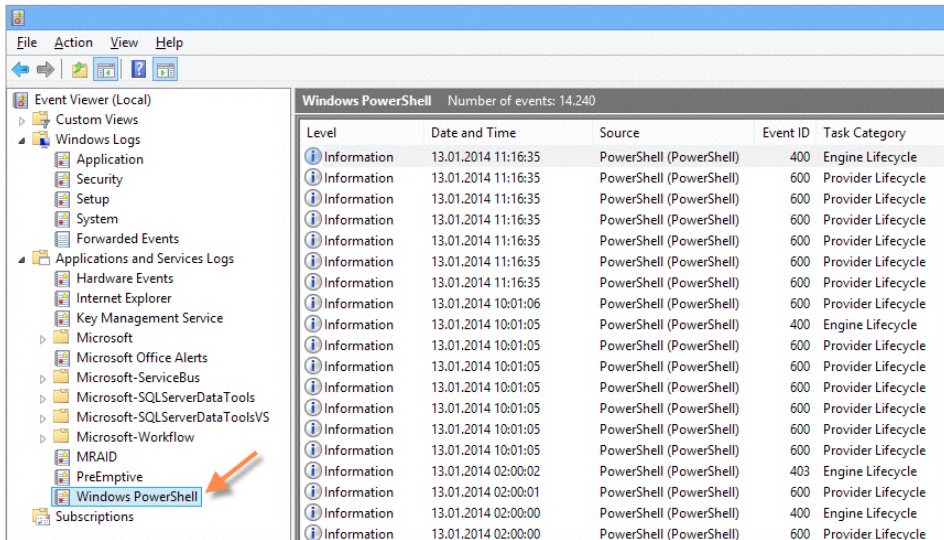 File Action View Help
Event Viewer (Local)
Custom Views
Windows Logs
Application
Security
Setup
System
Forwarded Events
Applications and Services Logs
Hardware Events
Internet Explorer
Key Management Service
Microsoft
Microsoft Office Alerts
Microsoft-ServiceBus
Microsoft-SQLServerDataTools
Microsoft-SQLServerDataToolsVS
Microsoft-Workflow
MRAID
PreEmptive
Windows PowerShell
Subscriptions
Windows PowerShell Number of events: 14.240
Level Date and Time Source Event ID Task Category
Information 13.01.2014 11:16:35 PowerShell (PowerShell) 400 Engine Lifecycle
Information 13.01.2014 11:16:35 PowerShell (PowerShell) 600 Provider Lifecycle
Information 13.01.2014 11:16:35 PowerShell (PowerShell) 600 Provider Lifecycle
Information 13.01.2014 11:16:35 PowerShell (PowerShell) 600 Provider Lifecycle
Information 13.01.2014 11:16:35 PowerShell (PowerShell) 600 Provider Lifecycle
Information 13.01.2014 11:16:35 PowerShell (PowerShell) 600 Provider Lifecycle
Information 13.01.2014 11:16:35 PowerShell (PowerShell) 600 Provider Lifecycle
Information 13.01.2014 10:01:06 PowerShell (PowerShell) 600 Provider Lifecycle
Information 13.01.2014 10:01:05 PowerShell (PowerShell) 400 Engine Lifecycle
Information 13.01.2014 10:01:05 PowerShell (PowerShell) 600 Provider Lifecycle
Information 13.01.2014 10:01:05 PowerShell (PowerShell) 600 Provider Lifecycle
Information 13.01.2014 10:01:05 PowerShell (PowerShell) 600 Provider Lifecycle
Information 13.01.2014 10:01:05 PowerShell (PowerShell) 600 Provider Lifecycle
Information 13.01.2014 10:01:05 PowerShell (PowerShell) 600 Provider Lifecycle
Information 13.01.2014 10:01:05 PowerShell (PowerShell) 600 Provider Lifecycle
Information 13.01.2014 02:00:02 PowerShell (PowerShell) 403 Engine Lifecycle
Information 13.01.2014 02:00:01 PowerShell (PowerShell) 600 Provider Lifecycle
Information 13.01.2014 02:00:00 PowerShell (PowerShell) 400 Engine Lifecycle
Information 13.01.2014 02:00:00 PowerShell (PowerShell) 600 Provider Lifecycle